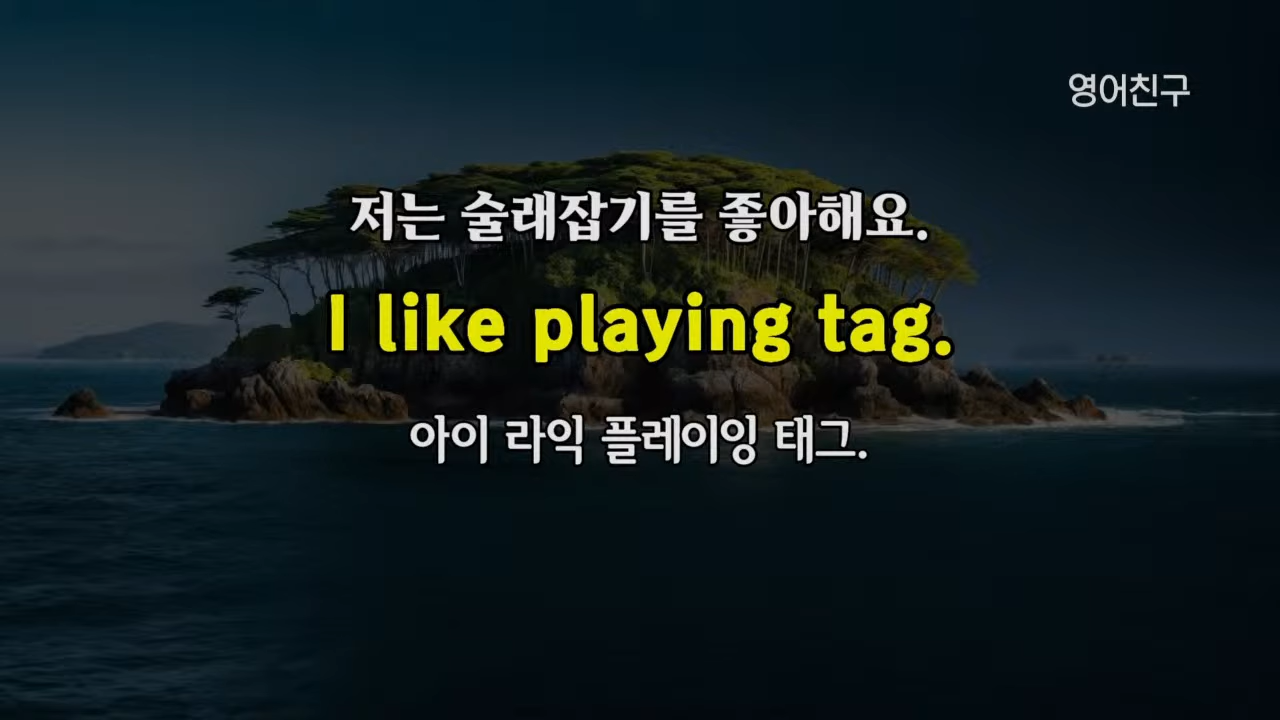 영어친구
저는 술래잡기를 좋아해요.
I like playing tag.
아이 라익 플레이잉 태그.